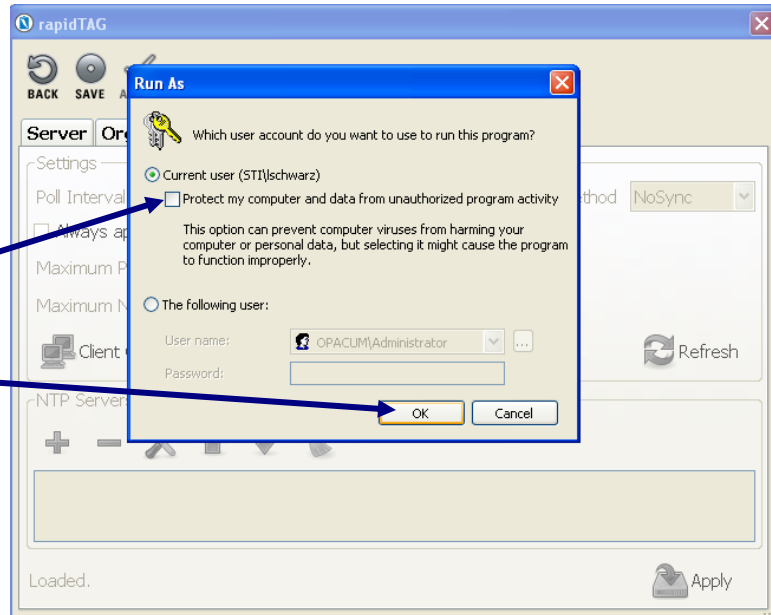 rapidTAG
BACK SAVE A
Run As
Server Or
Which user account do you want to use to run this program?
Settings
Current user (STI\lschwarz)
Poll Interval
Protect my computer and data from unauthorized program activity
thod NoSync
Always ap
This option can prevent computer viruses from harming your
computer or personal data, but selecting it might cause the program
to function improperly.
Maximum P
Maximum N
The following user:
User name: OPACUM\Administrator ...
Client
Refresh
Password:
NTP Server
OK Cancel
Loaded.
Apply